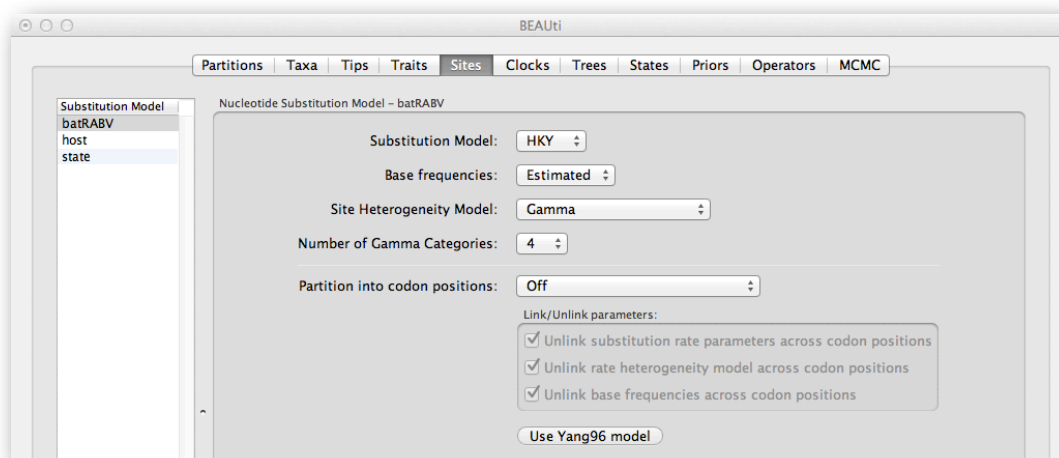 BEAUti
Partitions Taxa Tips Traits Sites Clocks Trees States Priors Operators MCMC
Substitution Model
batRABV
host
state
Nucleotide Substitution Model – batRABV
Substitution Model: HKY
Base frequencies: Estimated
Site Heterogeneity Model: Gamma
Number of Gamma Categories: 4
Partition into codon positions: Off
Link/Unlink parameters:
Unlink substitution rate parameters across codon positions
Unlink rate heterogeneity model across codon positions
Unlink base frequencies across codon positions
Use Yang96 model